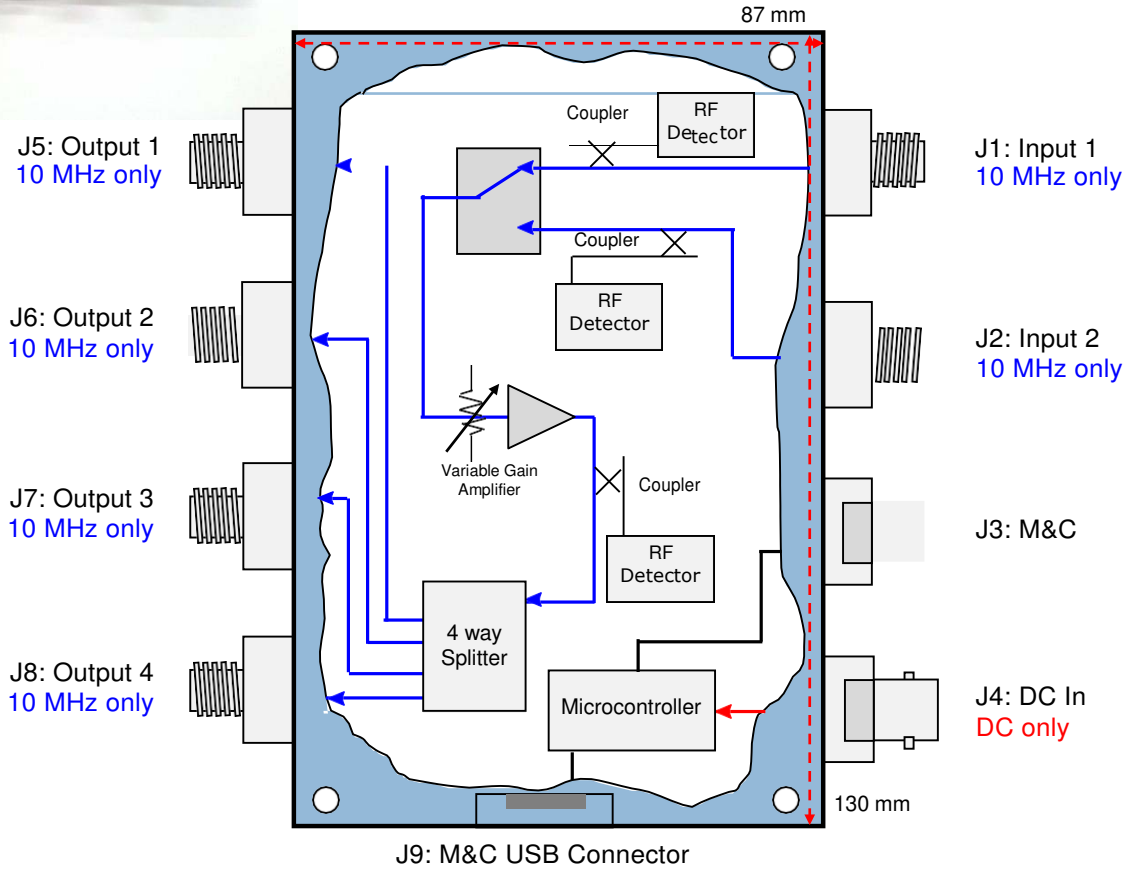 87 mm
J5: Output 1
10 MHz only
J6: Output 2
10 MHz only
J7: Output 3
10 MHz only
J8: Output 4
10 MHz only
Coupler
RF
Detector
Coupler
RF
Detector
Variable Gain
Amplifier
Coupler
RF
Detector
4 way
Splitter
Microcontroller
J1: Input 1
10 MHz only
J2: Input 2
10 MHz only
J3: M&C
J4: DC In
DC only
130 mm
J9: M&C USB Connector